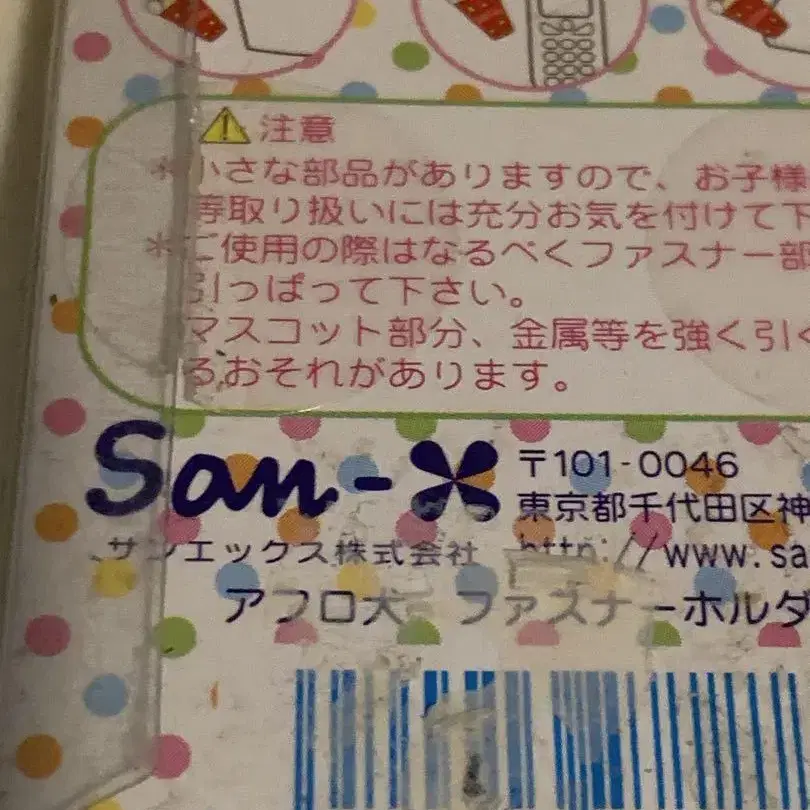 注意
*小さな部品がありますので、お子様
等取り扱いには充分お気を付けて下
*ご使用の際はなるべくファスナー部
引っぱって下さい。
マスコット部分、金属等を強く引く
るおそれがあります。
San-X
〒101-0046
東京都千代田区神
サンエックス株式会社 http://www.sa
アフロ犬 ファスナーホルダ